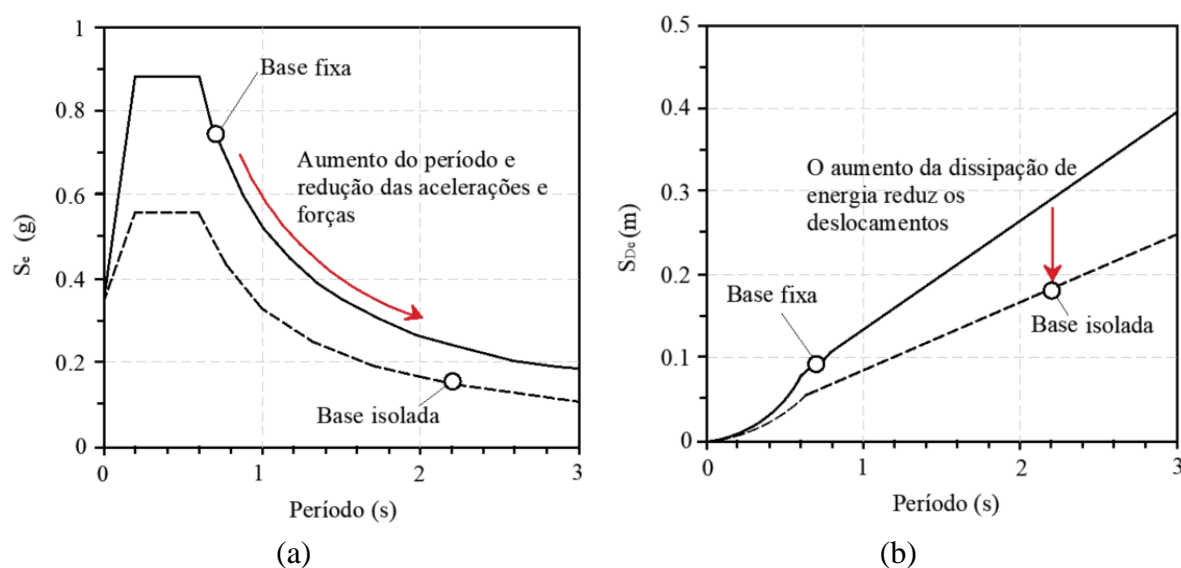 1
0.8
0.6
0.4
0.2
0
0
1
2
3
Sₑ (g)
Período (s)
Base fixa
Aumento do período e
redução das acelerações e
forças
Base isolada
(a)
0.5
0.4
0.3
0.2
0.1
0
0
1
2
3
S_De (m)
Período (s)
O aumento da dissipação de
energia reduz os
deslocamentos
Base fixa
Base isolada
(b)